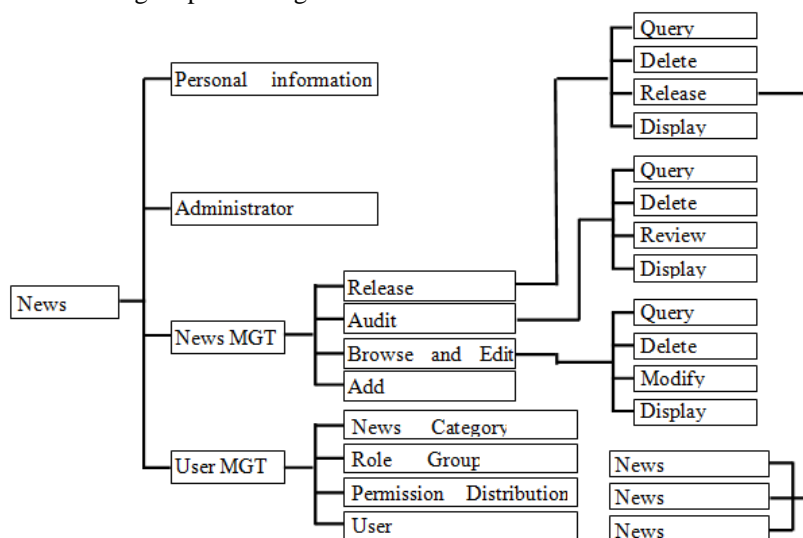 Query
Delete
Release
Display
Personal information
Administrator
News
News MGT
User MGT
Release
Audit
Browse and Edit
Add
Query
Delete
Review
Display
Query
Delete
Modify
Display
News Category
Role Group
Permission Distribution
User
News
News
News